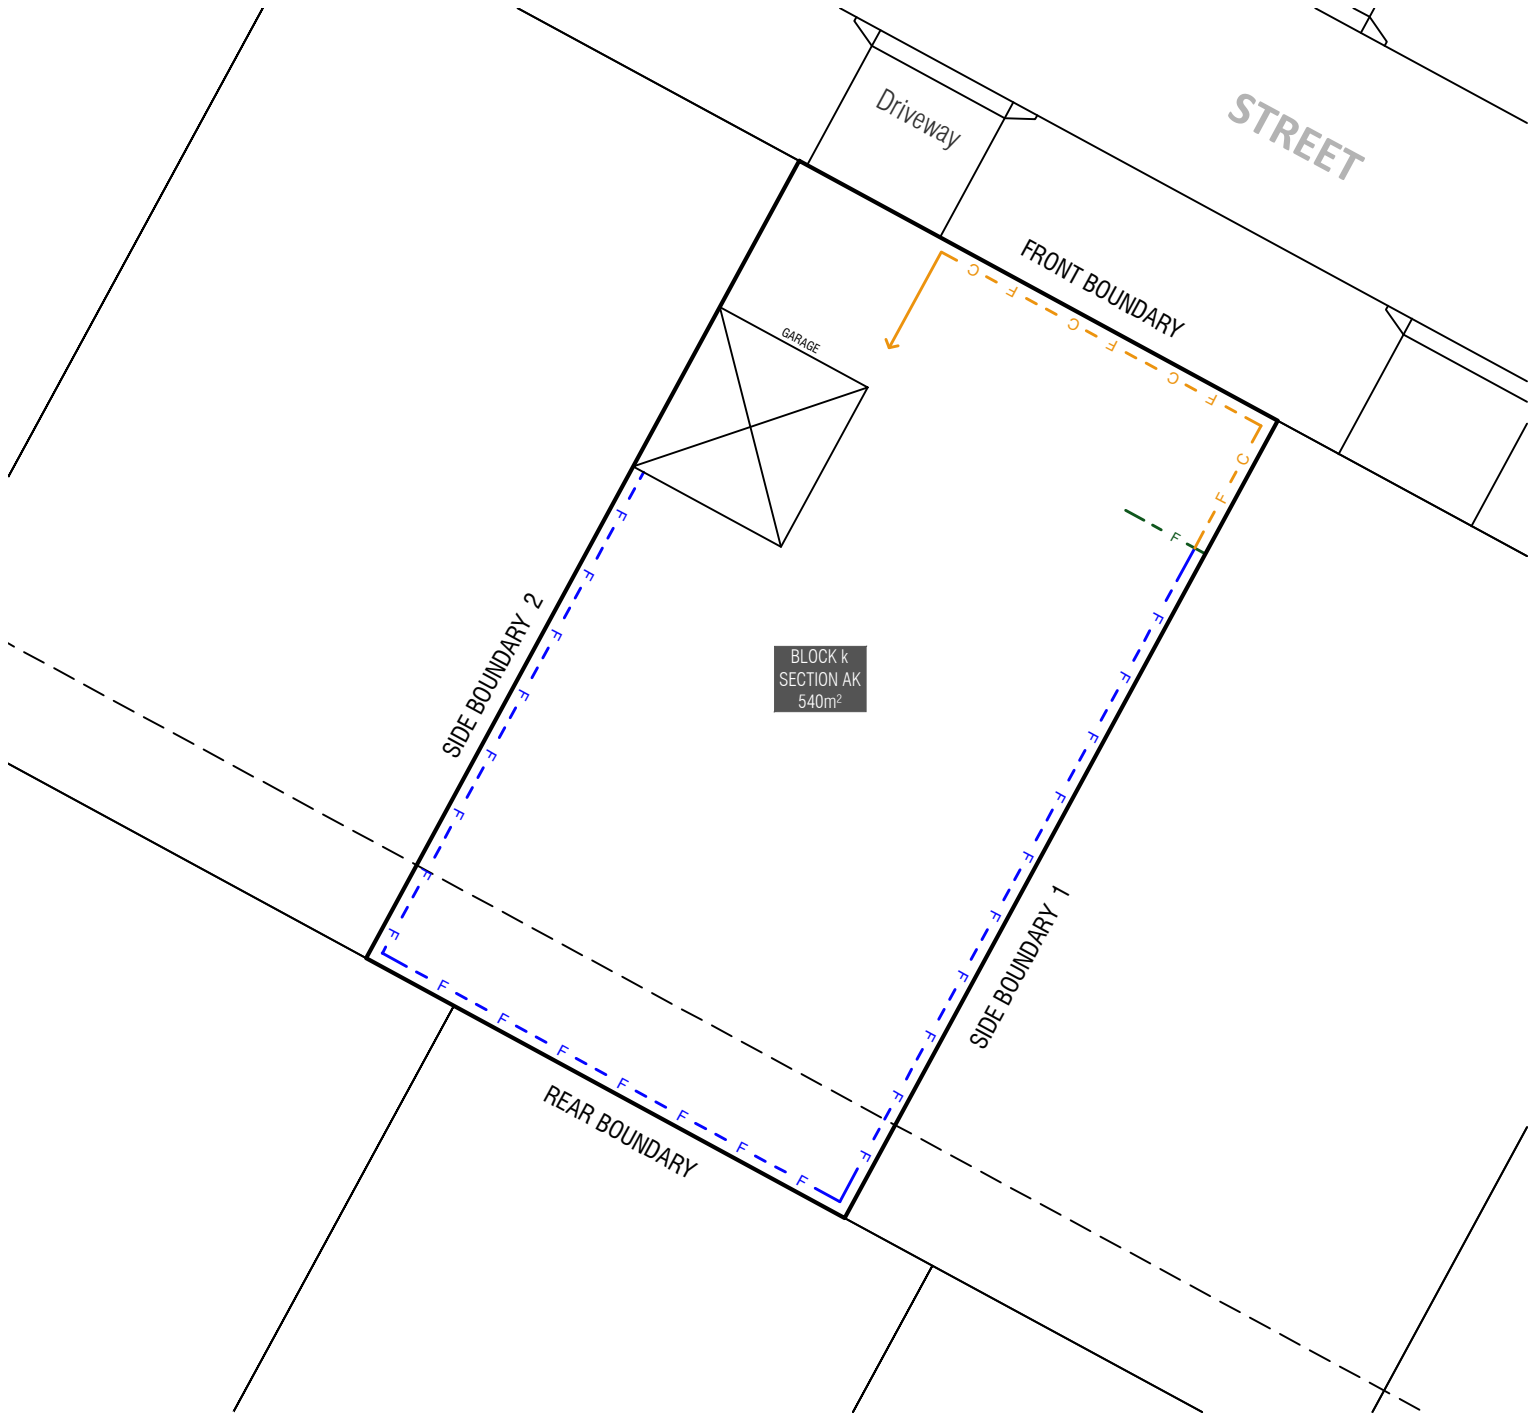 STREET
Driveway
FRONT BOUNDARY
C F C F C F
C F
GARAGE
F
SIDE BOUNDARY 2
F F F F F F F F
BLOCK k
SECTION AK
540m²
F F F F F F F F F F
SIDE BOUNDARY 1
F F F F F F F
REAR BOUNDARY